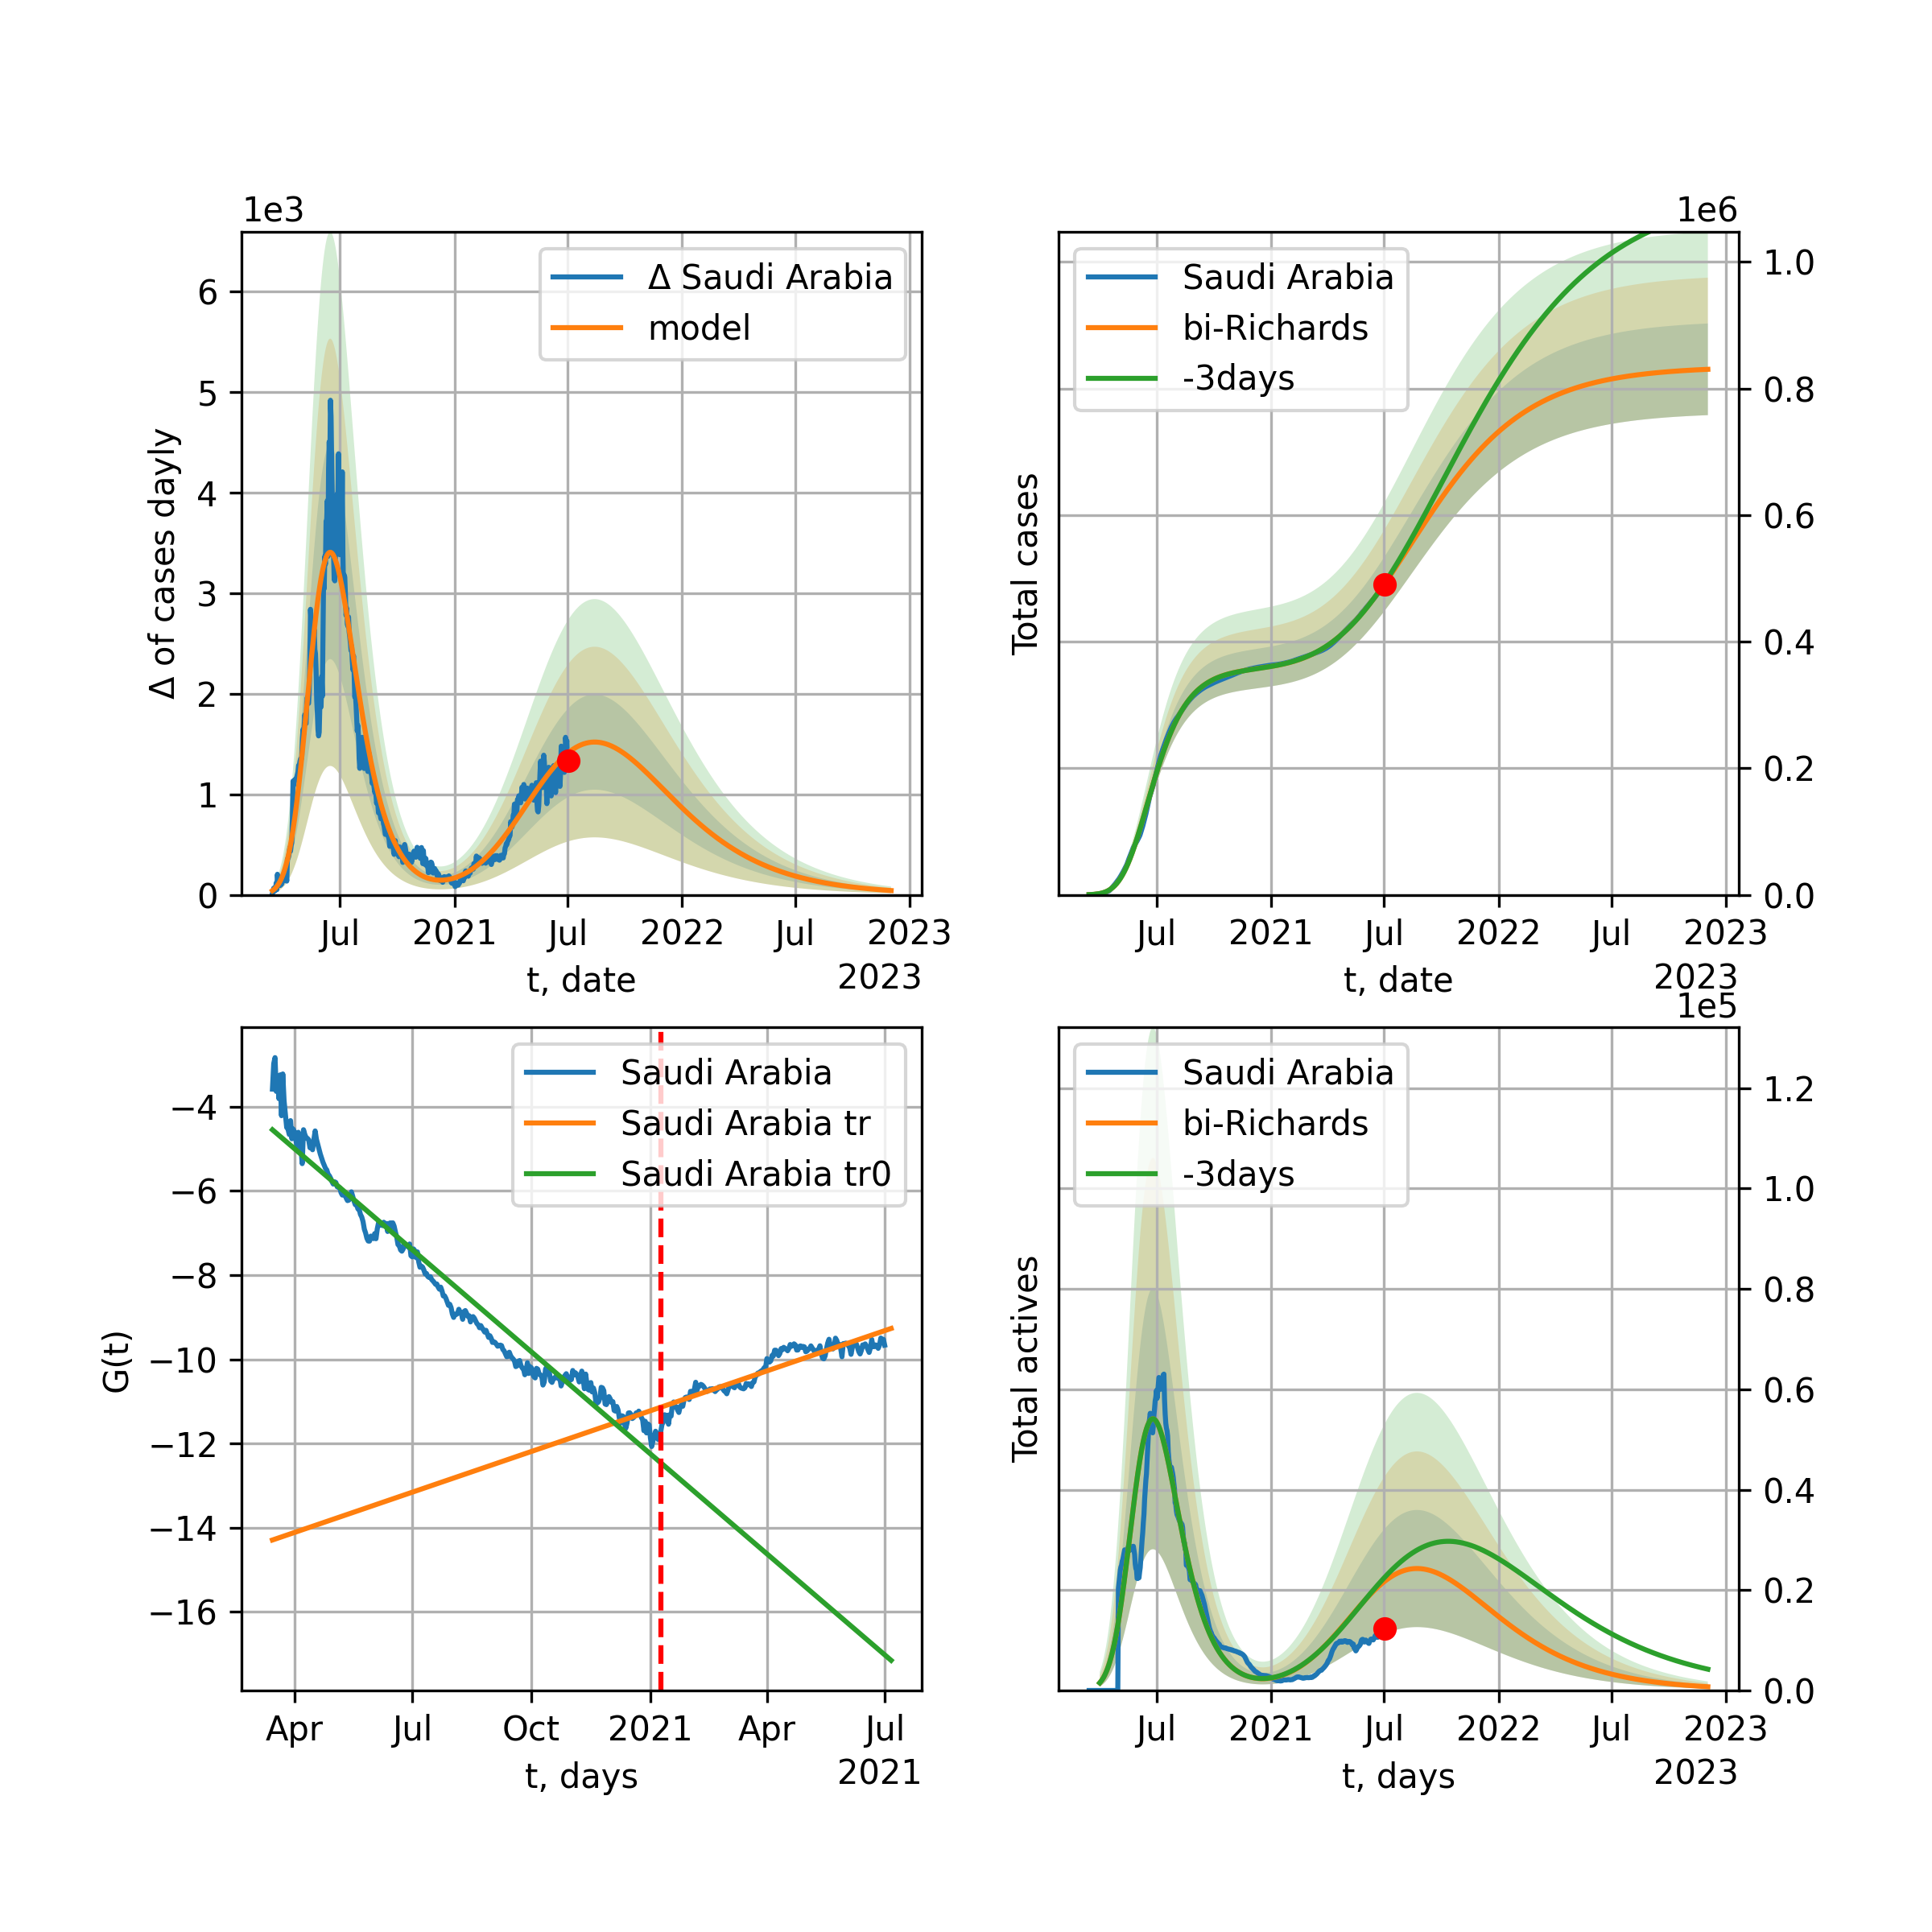 1e3
Δ of cases dayly
6
5
4
3
2
1
0
Δ Saudi Arabia
model
Jul
2021
Jul
2022
Jul
2023
t, date
2023
1e6
Total cases
Saudi Arabia
bi-Richards
-3days
1.0
0.8
0.6
0.4
0.2
0.0
Jul
2021
Jul
2022
Jul
2023
t, date
2023
G(t)
−4
−6
−8
−10
−12
−14
−16
Saudi Arabia
Saudi Arabia tr
Saudi Arabia tr0
Apr
Jul
Oct
2021
Apr
Jul
t, days
2021
1e5
Total actives
Saudi Arabia
bi-Richards
-3days
1.2
1.0
0.8
0.6
0.4
0.2
0.0
Jul
2021
Jul
2022
Jul
2023
t, days
2023